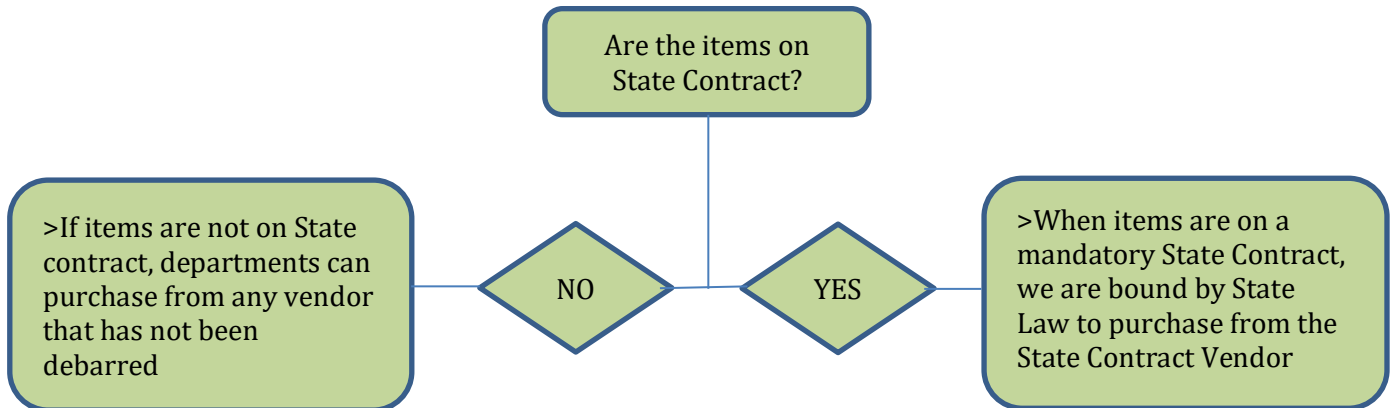 Are the items on
State Contract?
>If items are not on State
contract, departments can
purchase from any vendor
that has not been
debarred
NO
YES
>When items are on a
mandatory State Contract,
we are bound by State
Law to purchase from the
State Contract Vendor